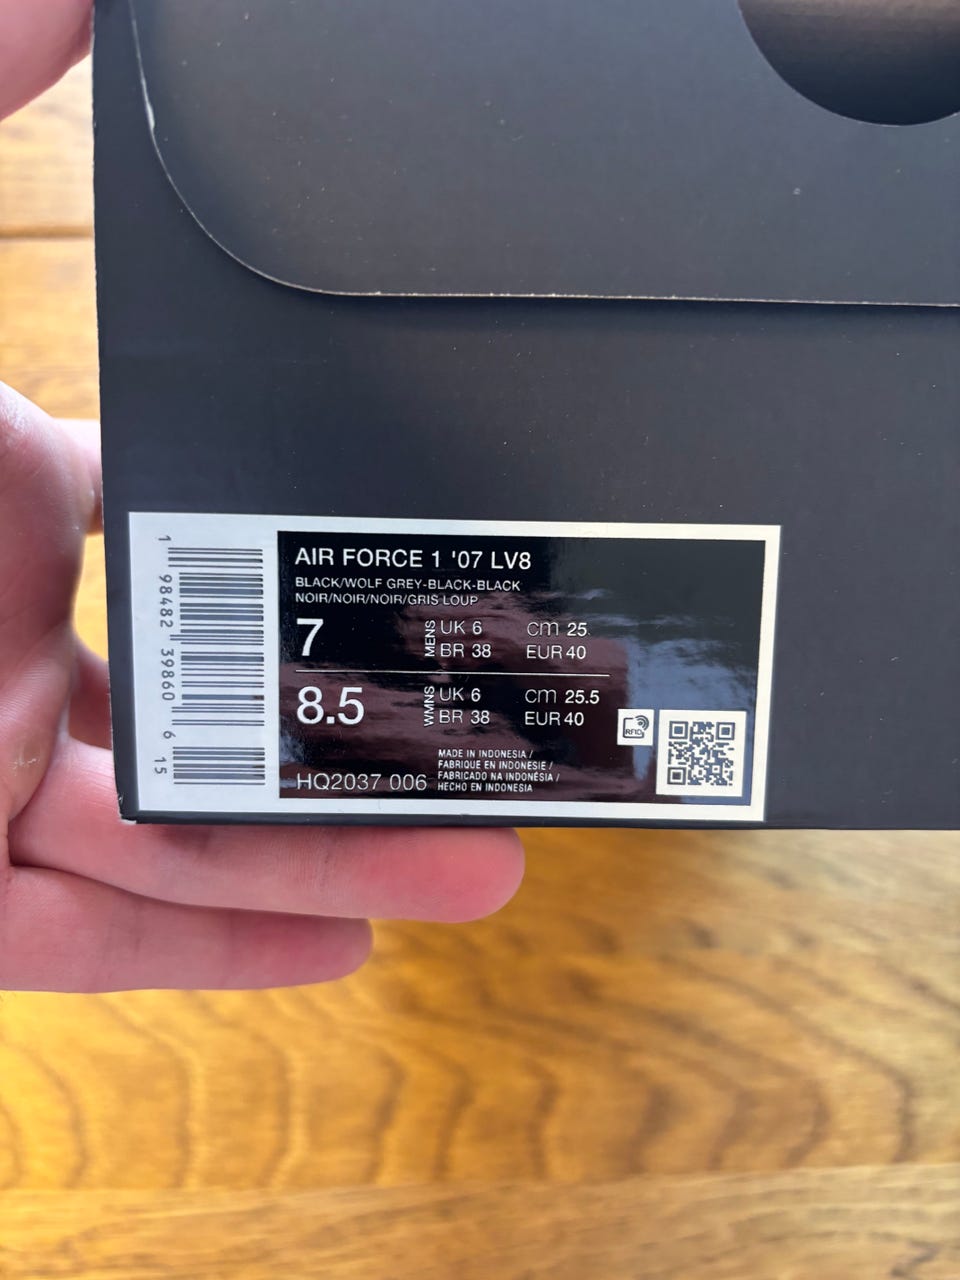 AIR FORCE 1 '07 LV8
BLACK/WOLF GREY-BLACK-BLACK
NOIR/NOIR/NOIR/GRIS LOUP
7 MENS UK 6 cm 25
BR 38 EUR 40
8.5 WMNS UK 6 cm 25.5
BR 38 EUR 40
RFID
MADE IN INDONESIA /
FABRIQUE EN INDONESIE /
FABRICADO NA INDONÉSIA /
HECHO EN INDONESIA
HQ2037 006
1 98482 39860 6 15